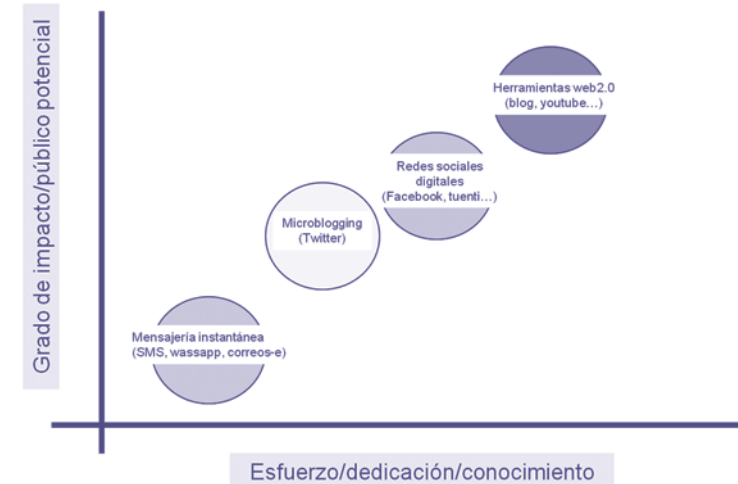 Grado de impacto/público potencial
Herramientas web2.0
(blog, youtube...)
Redes sociales
digitales
(Facebook, tuenti...)
Microblogging
(Twitter)
Mensajería instantánea
(SMS, wassapp, correos-e)
Esfuerzo/dedicación/conocimiento